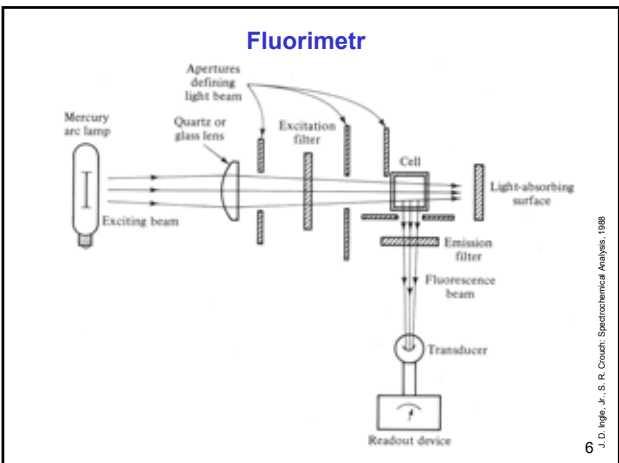 Fluorimetr
Apertures
defining
light beam
Mercury
arc lamp
Quartz or
glass lens
Excitation
filter
Cell
Light-absorbing
surface
Exciting beam
Emission
filter
Fluorescence
beam
Transducer
Readout device
J. D. Ingle, Jr., S. R. Crouch: Spectrochemical Analysis, 1988
6